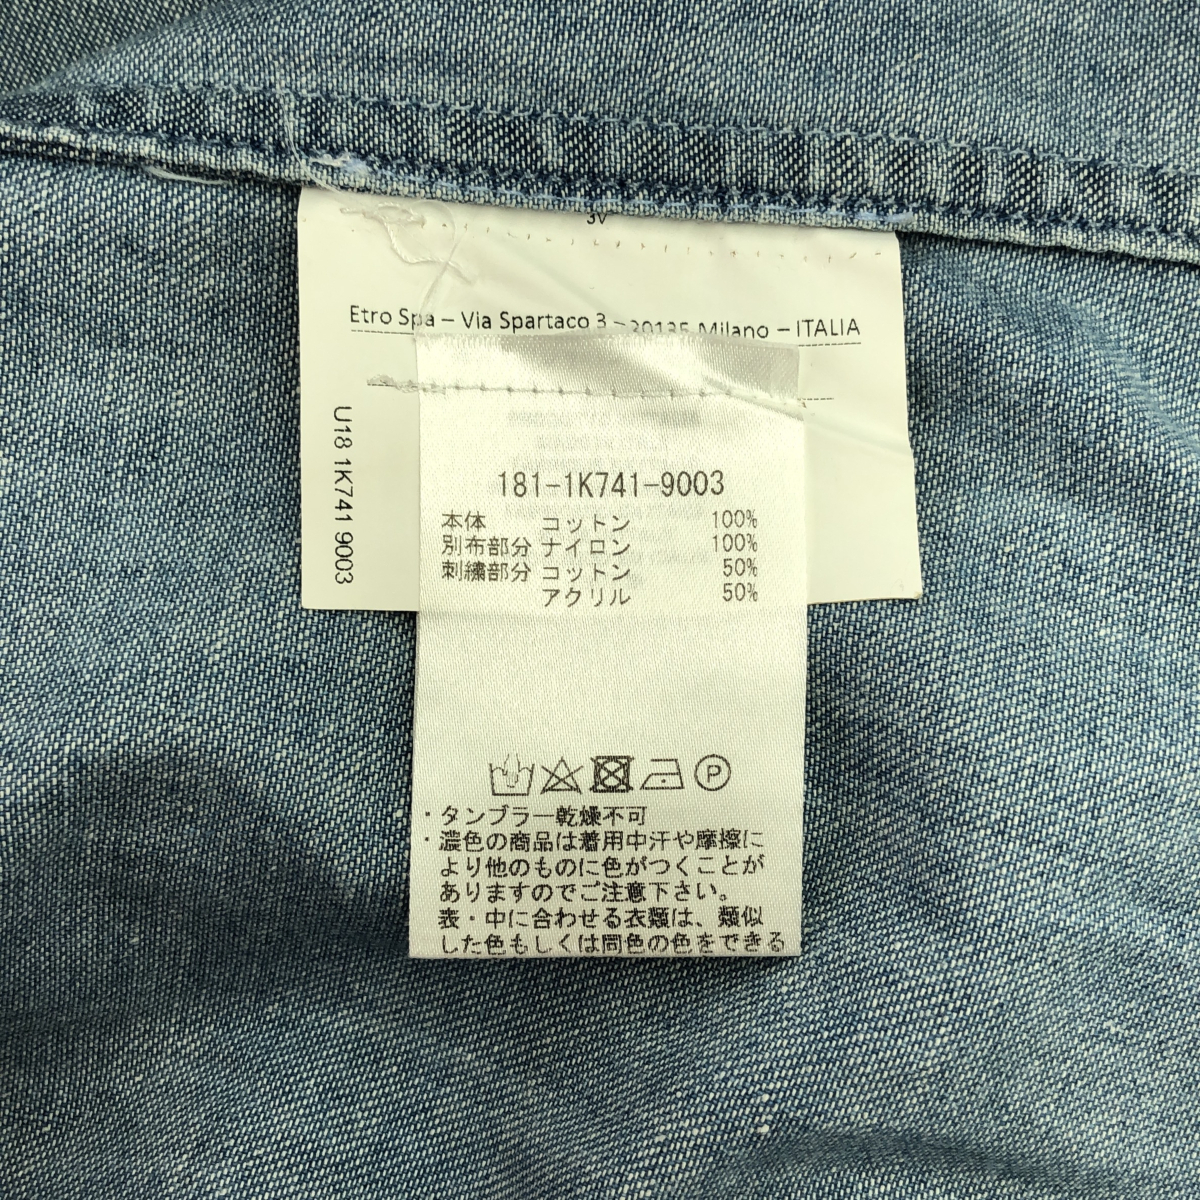 3V
Etro Spa – Via Spartaco 3 – 20135 Milano – ITALIA
U18 1K741 9003
181-1K741-9003
本体 コットン 100%
別布部分 ナイロン 100%
刺繍部分 コットン 50%
アクリル 50%
P
・タンブラー乾燥不可
・濃色の商品は着用中汗や摩擦に
より他のものに色がつくことが
ありますのでご注意下さい。
表・中に合わせる衣類は、類似
した色もしくは同色の色をできる